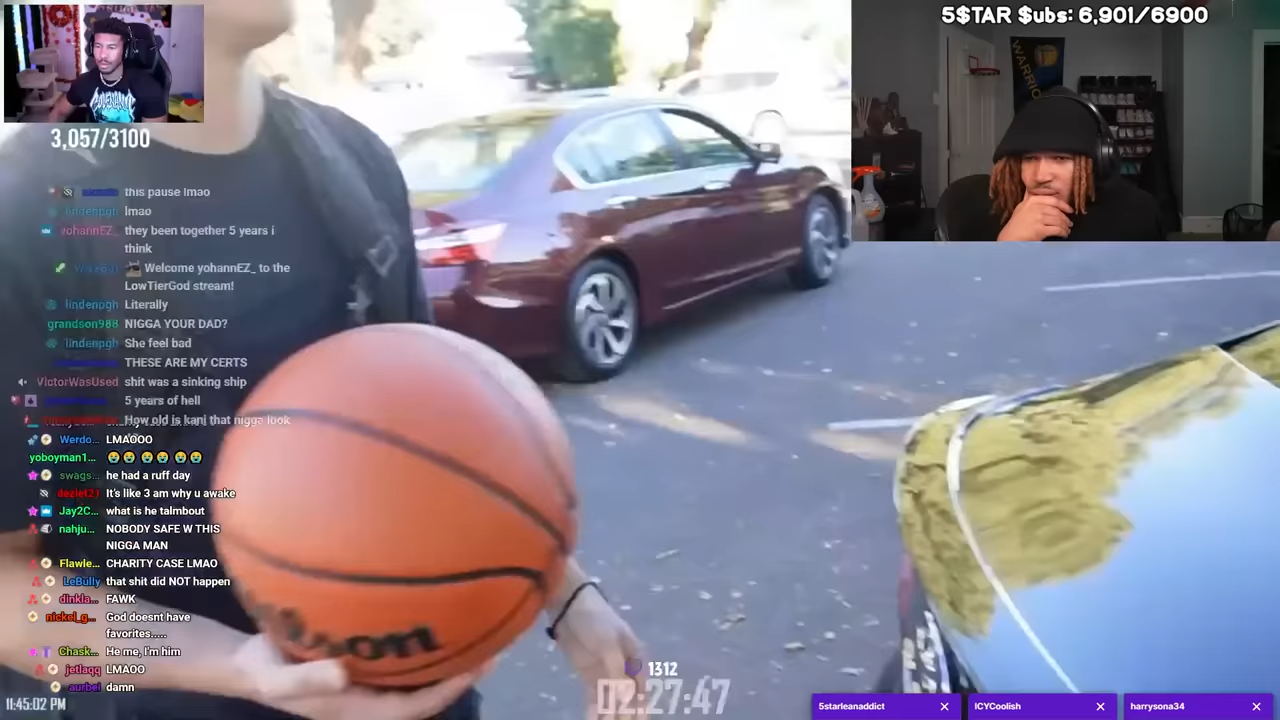 5$TAR $ubs: 6,901/6900
WARRIO
3,057/3100
this pause lmao
lindenpgh lmao
yohannEZ_ they been together 5 years i
think
Welcome yohannEZ_ to the
LowTierGod stream!
lindenpgh Literally
grandson988 NIGGA YOUR DAD?
lindenpgh She feel bad
THESE ARE MY CERTS
VictorWasUsed shit was a sinking ship
5 years of hell
How old is kani that nigga look
Werdo... LMAOOO
yoboyman1...
swags... he had a ruff day
It's like 3 am why u awake
Jay2C... what is he talmbout
nahju... NOBODY SAFE W THIS
NIGGA MAN
Flawle... CHARITY CASE LMAO
LeBully that shit did NOT happen
dinkla... FAWK
nickel_g... God doesnt have
favorites.....
Chask... He me, I'm him
jetlaqq LMAOO
aurbei damn
1312
02:27:47
11:45:02 PM
5starleanaddict
ICYCoolish
harrysona34